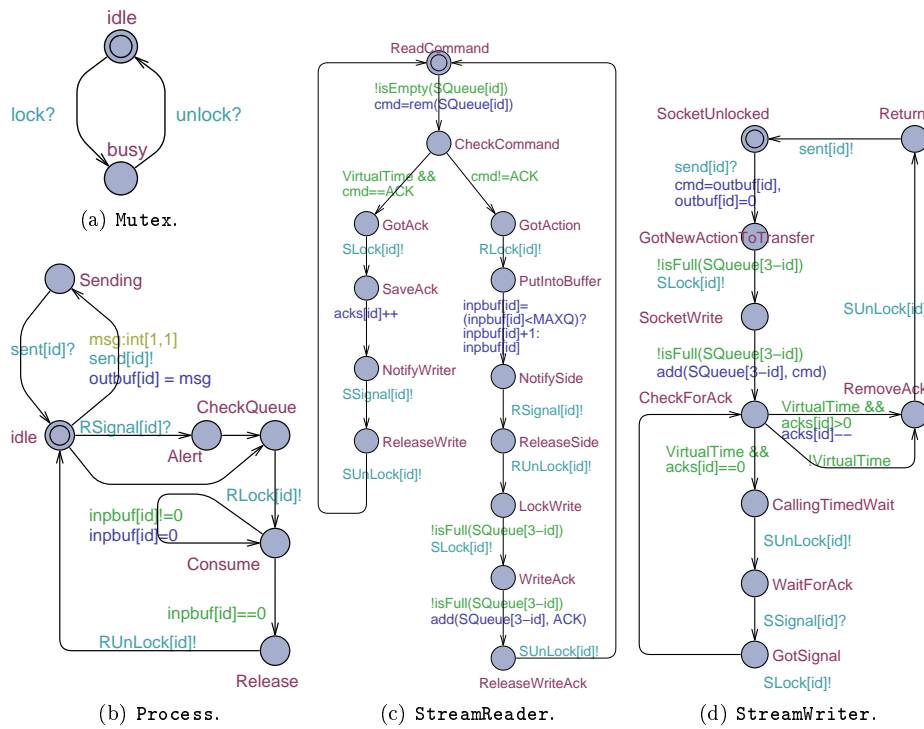 idle
lock?
unlock?
busy
(a) Mutex.
Sending
sent[id]?
msg:int[1,1]
send[id]!
outbuf[id] = msg
CheckQueue
idle
RSignal[id]?
Alert
RLock[id]!
inpbuf[id]!=0
inpbuf[id]=0
Consume
inpbuf[id]==0
RUnLock[id]!
Release
(b) Process.
ReadCommand
!isEmpty(SQueue[id])
cmd=rem(SQueue[id])
CheckCommand
VirtualTime &&
cmd==ACK
cmd!=ACK
GotAck
GotAction
SLock[id]!
RLock[id]!
SaveAck
PutIntoBuffer
acks[id]++
inpbuf[id]=
(inpbuf[id]<MAXQ)?
inpbuf[id]+1:
inpbuf[id]
NotifyWriter
NotifySide
SSignal[id]!
RSignal[id]!
ReleaseWrite
ReleaseSide
SUnLock[id]!
RUnLock[id]!
LockWrite
!isFull(SQueue[3−id])
SLock[id]!
WriteAck
!isFull(SQueue[3−id])
add(SQueue[3−id], ACK)
SUnLock[id]!
ReleaseWriteAck
(c) StreamReader.
SocketUnlocked
Return
sent[id]!
send[id]?
cmd=outbuf[id],
outbuf[id]=0
GotNewActionToTransfer
!isFull(SQueue[3−id])
SLock[id]!
SUnLock[id]!
SocketWrite
!isFull(SQueue[3−id])
add(SQueue[3−id], cmd)
CheckForAck
RemoveAck
VirtualTime &&
acks[id]>0
acks[id]−−
!VirtualTime
VirtualTime &&
acks[id]==0
CallingTimedWait
SUnLock[id]!
WaitForAck
SSignal[id]?
GotSignal
SLock[id]!
(d) StreamWriter.